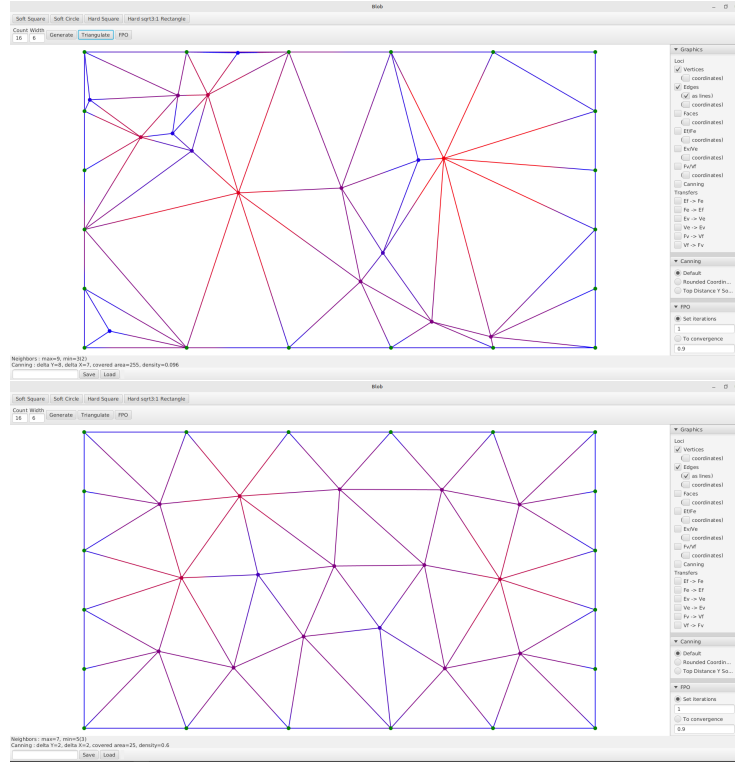 Blob
Soft Square Soft Circle Hard Square Hard sqrt3:1 Rectangle
Count Width
16 6 Generate Triangulate FPO
Graphics
Loci
Vertices
(coordinates)
Edges
(as lines)
(coordinates)
Faces
(coordinates)
Ef/Fe
(coordinates)
Ev/Ve
(coordinates)
Fv/Vf
(coordinates)
Canning
Transfers
Ef -> Fe
Fe -> Ef
Ev -> Ve
Ve -> Ev
Fv -> Vf
Vf -> Fv
Canning
Default
Rounded Coordin...
Top Distance Y So...
FPO
Set iterations
1
To convergence
0.9
Neighbors : max=9, min=3(2)
Canning : delta Y=8, delta X=7, covered area=255, density=0.096
Save Load
Blob
Soft Square Soft Circle Hard Square Hard sqrt3:1 Rectangle
Count Width
16 6 Generate Triangulate FPO
Graphics
Loci
Vertices
(coordinates)
Edges
(as lines)
(coordinates)
Faces
(coordinates)
Ef/Fe
(coordinates)
Ev/Ve
(coordinates)
Fv/Vf
(coordinates)
Canning
Transfers
Ef -> Fe
Fe -> Ef
Ev -> Ve
Ve -> Ev
Fv -> Vf
Vf -> Fv
Canning
Default
Rounded Coordin...
Top Distance Y So...
FPO
Set iterations
1
To convergence
0.9
Neighbors : max=7, min=5(3)
Canning : delta Y=2, delta X=2, covered area=25, density=0.6
Save Load